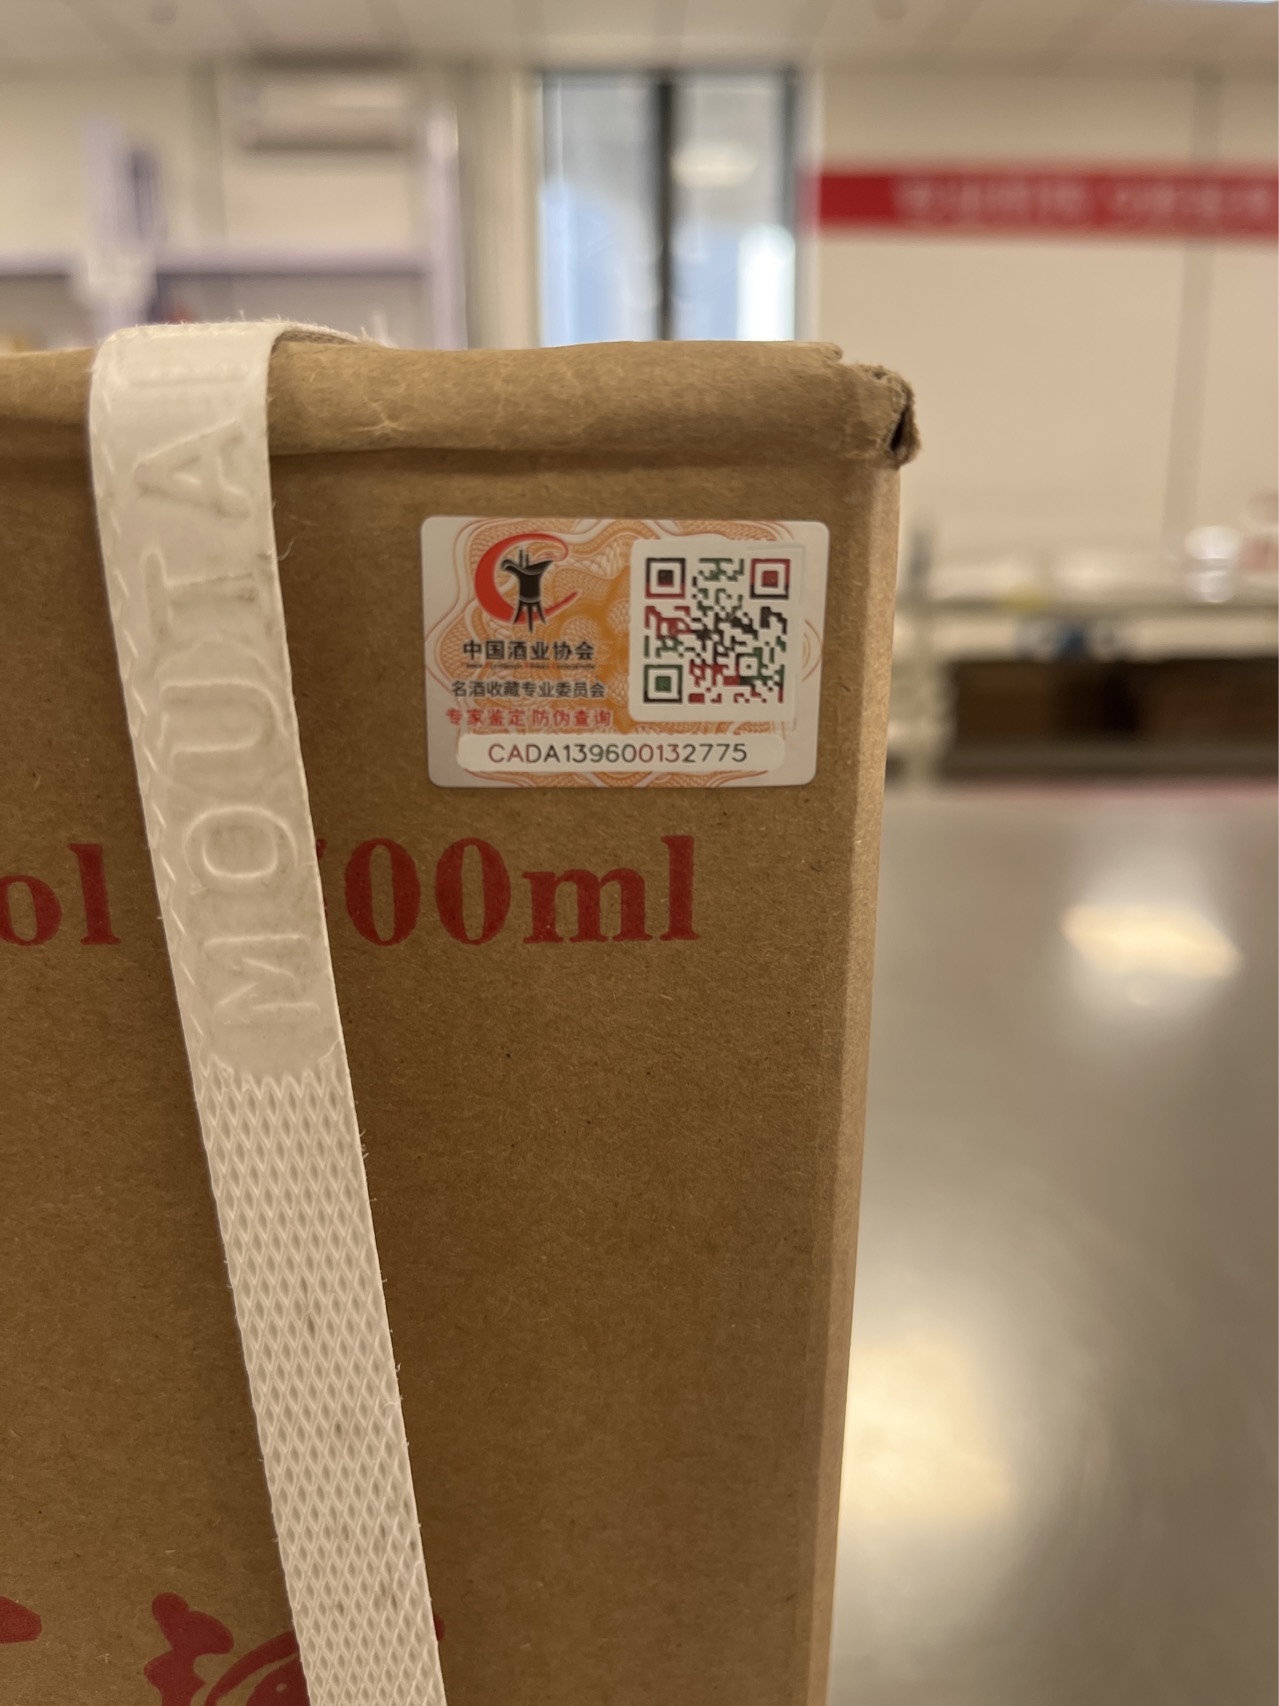 MOUTAI
中国酒业协会
名酒收藏专业委员会
专家鉴定 防伪查询
CADA139600132775
ol 00ml